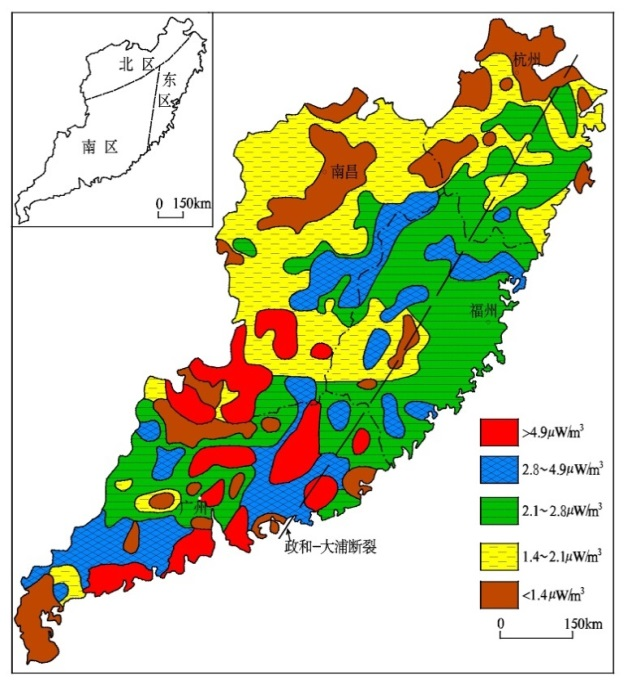 北区
东区
南区
0 150km
杭州
南昌
福州
广州
政和-大浦断裂
>4.9μW/m³
2.8~4.9μW/m³
2.1~2.8μW/m³
1.4~2.1μW/m³
<1.4μW/m³
0 150km